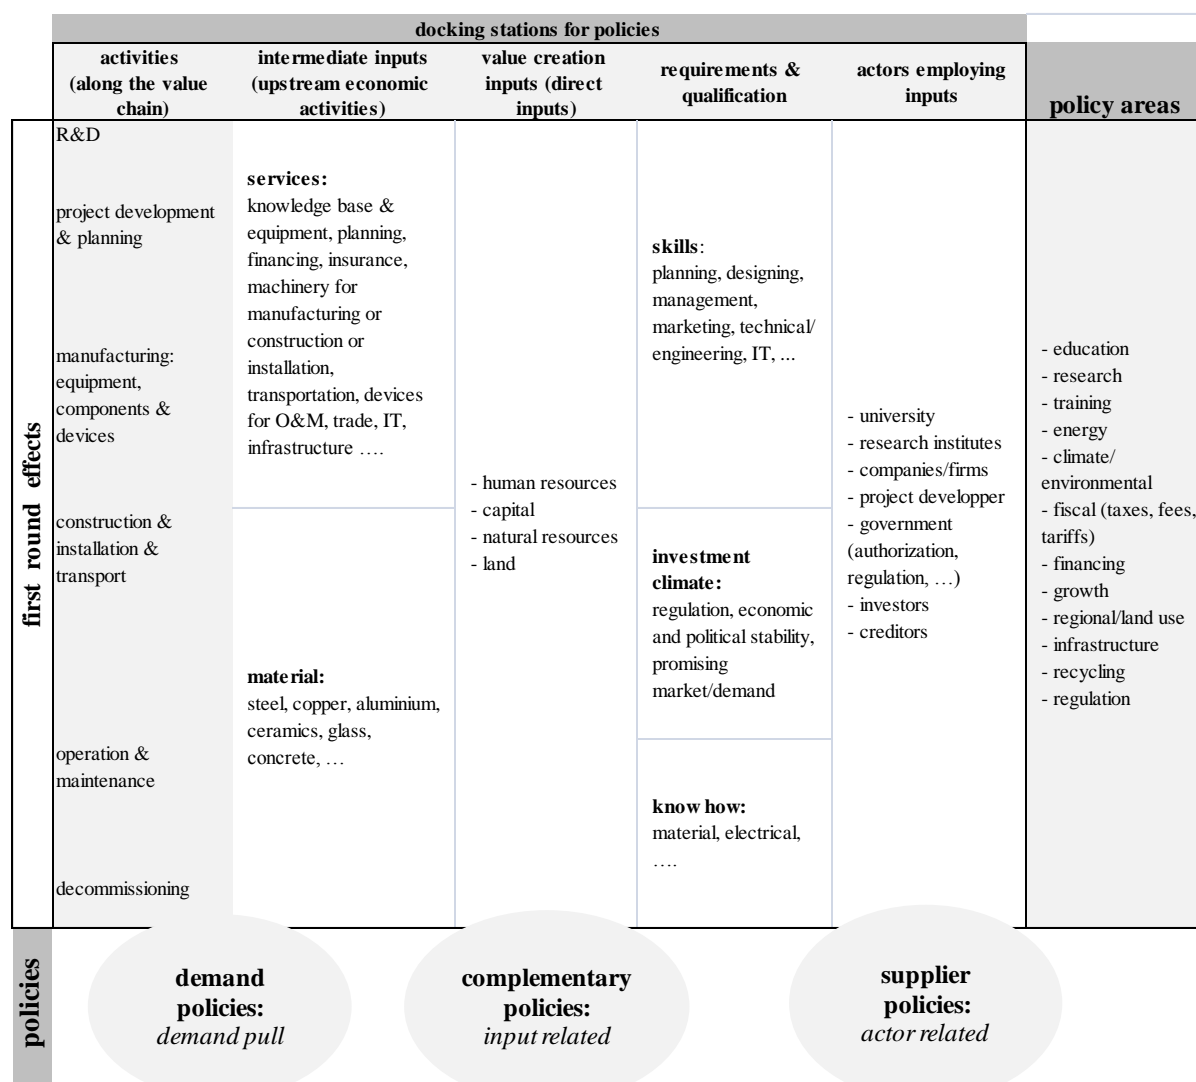 docking stations for policies
activities
(along the value
chain)
intermediate inputs
(upstream economic
activities)
value creation
inputs (direct
inputs)
requirements &
qualification
actors employing
inputs
policy areas
first round effects
R&D
project development
& planning
manufacturing:
equipment,
components &
devices
construction &
installation &
transport
operation &
maintenance
decommissioning
services:
knowledge base &
equipment, planning,
financing, insurance,
machinery for
manufacturing or
construction or
installation,
transportation, devices
for O&M, trade, IT,
infrastructure ….
material:
steel, copper, aluminium,
ceramics, glass,
concrete, …
- human resources
- capital
- natural resources
- land
skills:
planning, designing,
management,
marketing, technical/
engineering, IT, ...
investment
climate:
regulation, economic
and political stability,
promising
market/demand
know how:
material, electrical,
….
- university
- research institutes
- companies/firms
- project developper
- government
(authorization,
regulation, …)
- investors
- creditors
- education
- research
- training
- energy
- climate/
environmental
- fiscal (taxes, fees,
tariffs)
- financing
- growth
- regional/land use
- infrastructure
- recycling
- regulation
policies
demand
policies:
demand pull
complementary
policies:
input related
supplier
policies:
actor related